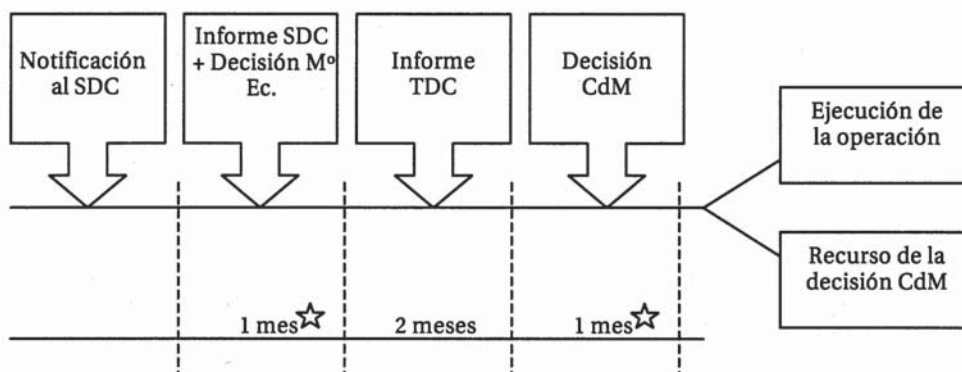 Notificación
al SDC
Informe SDC
+ Decisión Mº
Ec.
Informe
TDC
Decisión
CdM
Ejecución de
la operación
Recurso de la
decisión CdM
1 mes
2 meses
1 mes